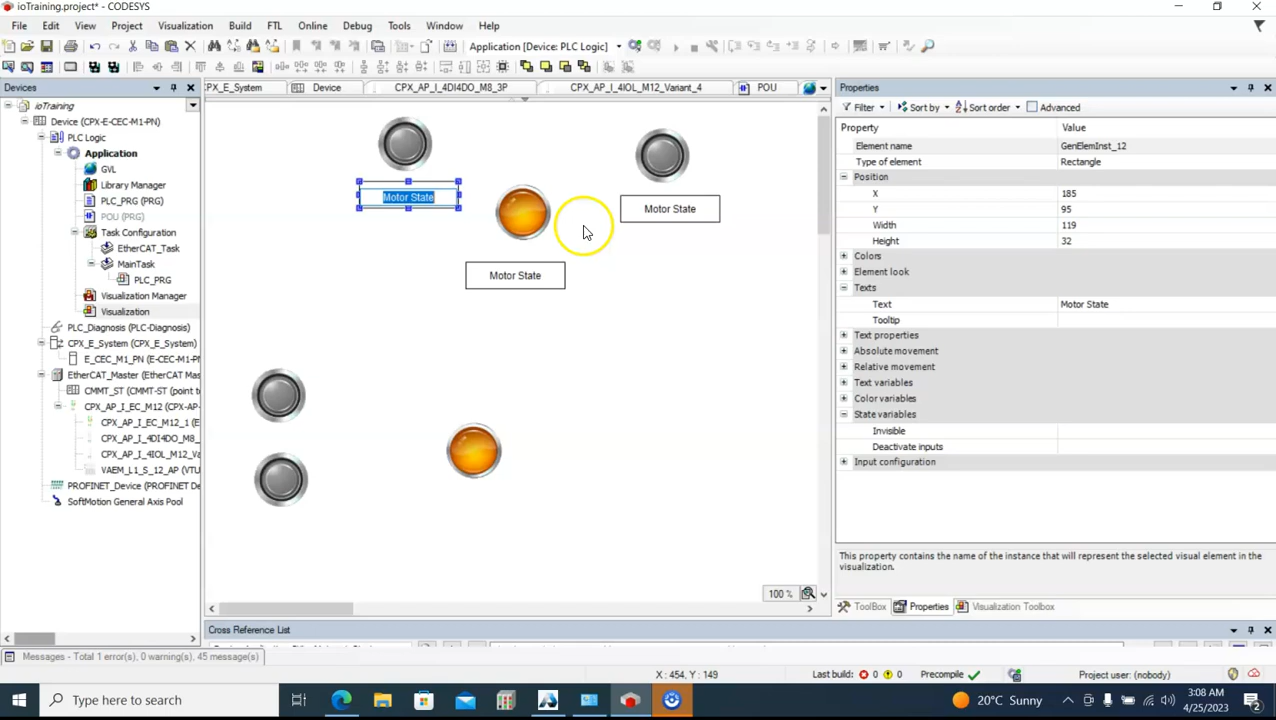 ioTraining.project* - CODESYS
File Edit View Project Visualization Build FTL Online Debug Tools Window Help
Application [Device: PLC Logic]
Devices
CPX_E_System Device CPX_AP_I_4DI4DO_M8_3P CPX_AP_I_4IOL_M12_Variant_4 POU
Properties
ioTraining
Device (CPX-E-CEC-M1-PN)
PLC Logic
Application
GVL
Library Manager
PLC_PRG (PRG)
POU (PRG)
Task Configuration
EtherCAT_Task
MainTask
PLC_PRG
Visualization Manager
Visualization
PLC_Diagnosis (PLC-Diagnosis)
CPX_E_System (CPX_E_System)
E_CEC_M1_PN (E-CEC-M1-PN
EtherCAT_Master (EtherCAT Mas
CMMT_ST (CMMT-ST (point to
CPX_AP_I_EC_M12 (CPX-AP-
CPX_AP_I_EC_M12_1 (E
CPX_AP_I_4DI4DO_M8_
CPX_AP_I_4IOL_M12_Va
VAEM_L1_S_12_AP (VTU
PROFINET_Device (PROFINET De
SoftMotion General Axis Pool
Motor State
Motor State
Motor State
Filter Sort by Sort order Advanced
Property Value
Element name GenElemInst_12
Type of element Rectangle
Position
X 185
Y 95
Width 119
Height 32
Colors
Element look
Texts
Text Motor State
Tooltip
Text properties
Absolute movement
Relative movement
Text variables
Color variables
State variables
Invisible
Deactivate inputs
Input configuration
This property contains the name of the instance that will represent the selected visual element in the
visualization.
100 %
ToolBox Properties Visualization Toolbox
Cross Reference List
Messages - Total 1 error(s), 0 warning(s), 45 message(s)
X : 454, Y : 149 Last build: 0 0 Precompile Project user: (nobody)
Type here to search
20°C Sunny
3:08 AM
4/25/2023
2